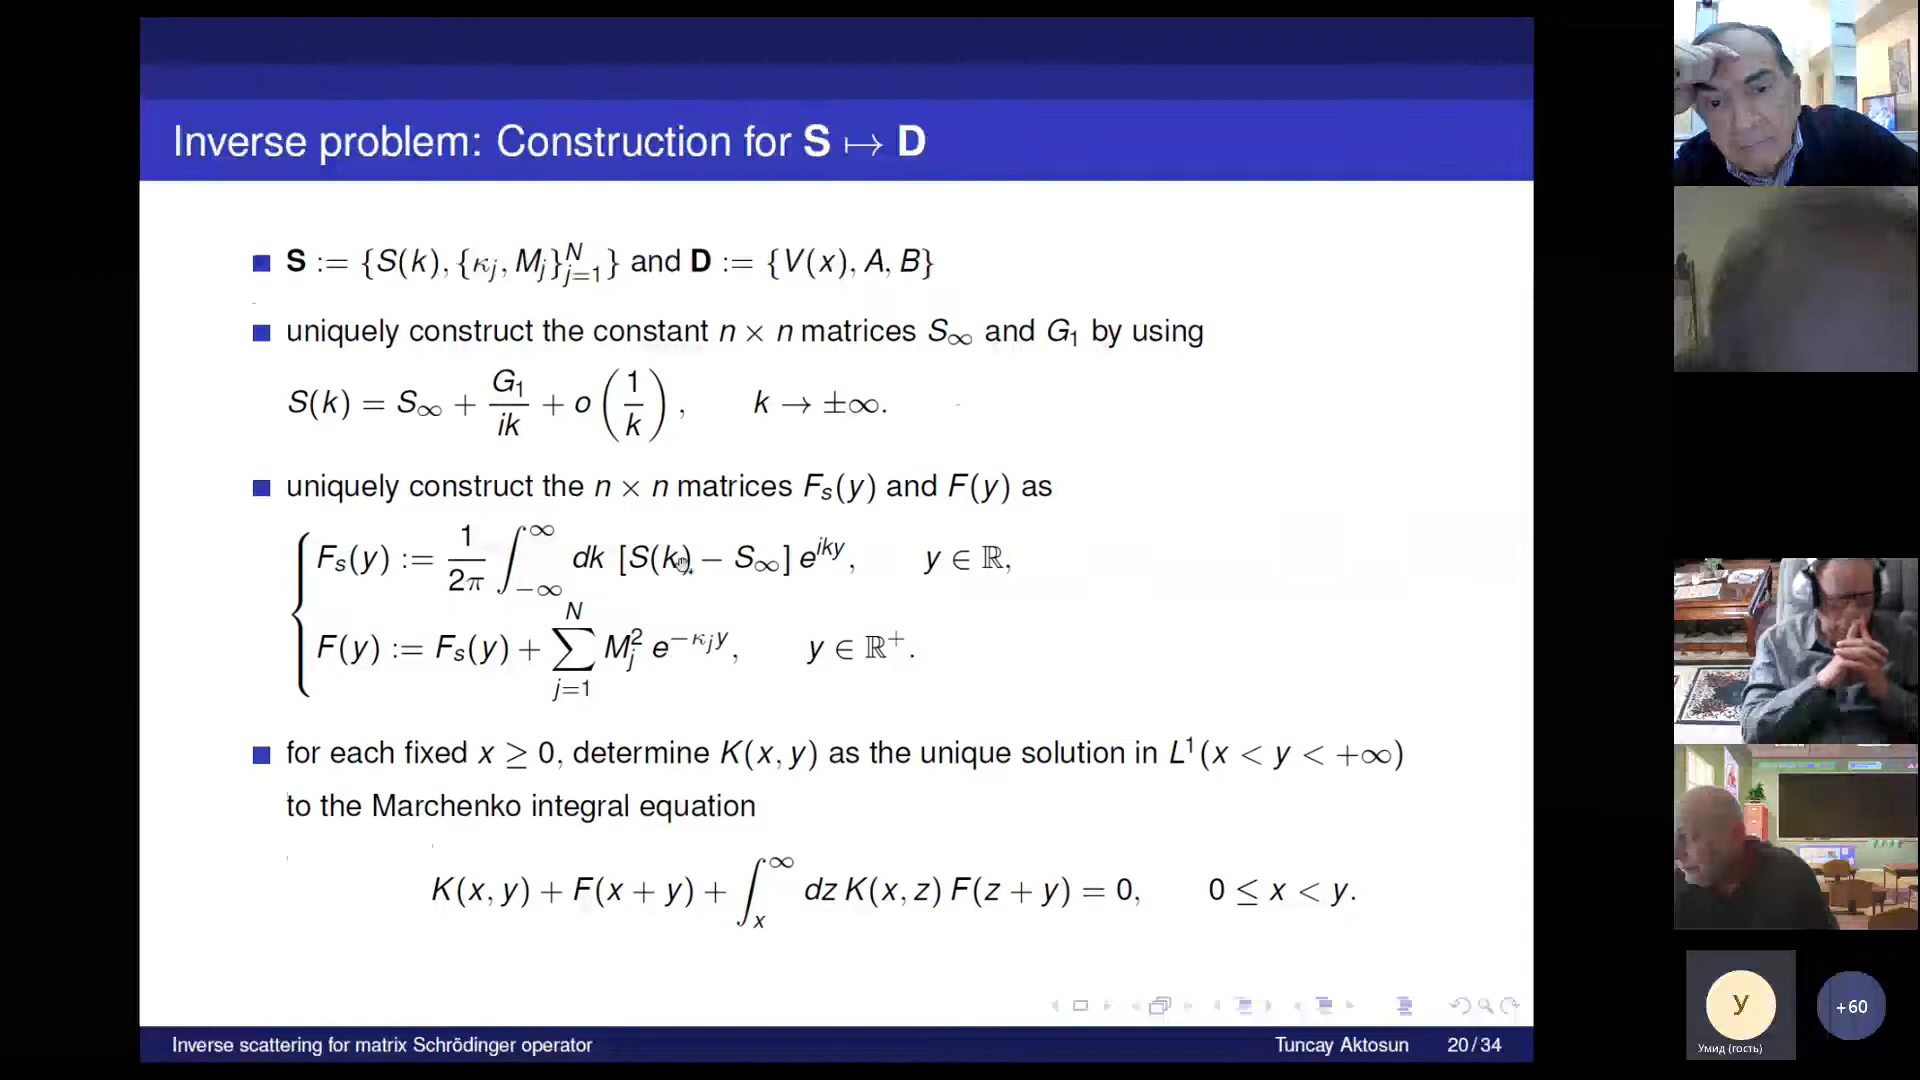 Inverse problem: Construction for S ↦ D
S := {S(k), {κ_j, M_j}_{j=1}^N} and D := {V(x), A, B}
uniquely construct the constant n × n matrices S_∞ and G_1 by using
S(k) = S_∞ + G_1/(ik) + o(1/k), k → ±∞.
uniquely construct the n × n matrices F_s(y) and F(y) as
F_s(y) := 1/(2π) ∫_{−∞}^{∞} dk [S(k) − S_∞] e^{iky}, y ∈ ℝ,
F(y) := F_s(y) + ∑_{j=1}^{N} M_j^2 e^{−κ_j y}, y ∈ ℝ^+.
for each fixed x ≥ 0, determine K(x, y) as the unique solution in L^1(x < y < +∞)
to the Marchenko integral equation
K(x, y) + F(x + y) + ∫_x^∞ dz K(x, z) F(z + y) = 0, 0 ≤ x < y.
Inverse scattering for matrix Schrödinger operator Tuncay Aktosun 20 / 34
У
Умид (гость)
+60